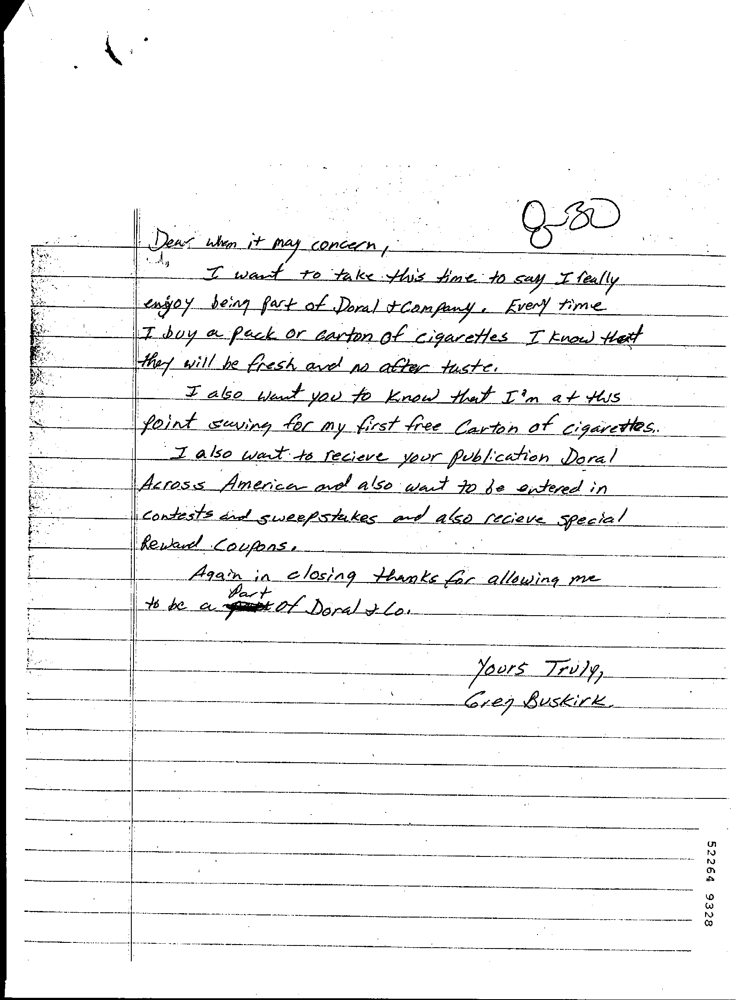 8-30
Dear when it may concern,
I want to take this time to say I really
enjoy being part of Doral & Company. Every time
I buy a pack or carton of cigarettes I know that
they will be fresh and no after taste.
I also want you to know that I'm at this
point saving for my first free Carton of cigarettes.
I also want to recieve your publication Doral
Across America and also want to be entered in
contests and sweepstakes and also recieve special
Reward Coupons.
Again in closing thanks for allowing me
to be a Part of Doral & Co.
Yours Truly,
Greg Buskirk
52264 9328